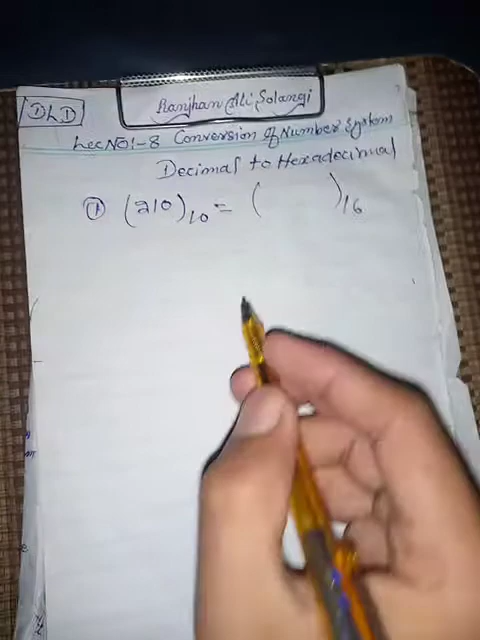 DLD
Ranjhan Ali Solangi
Lec NO:-8 Conversion of Number System
Decimal to Hexadecimal
① (210)₁₀ = (        )₁₆